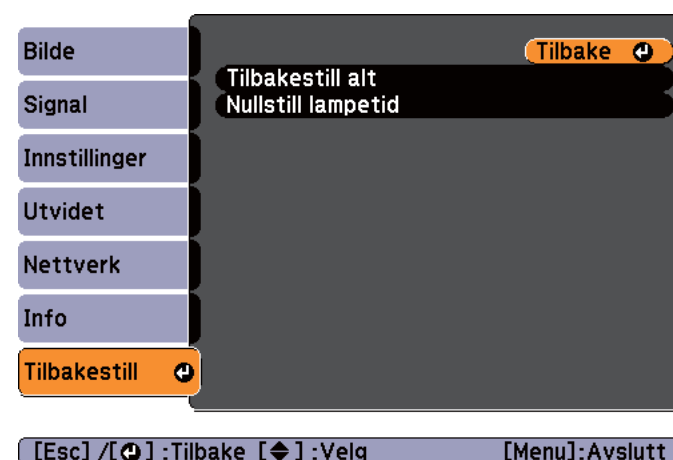 Bilde
Signal
Innstillinger
Utvidet
Nettverk
Info
Tilbakestill
Tilbake
Tilbakestill alt
Nullstill lampetid
[Esc] /[ ] :Tilbake [ ] :Velg [Menu]:Avslutt